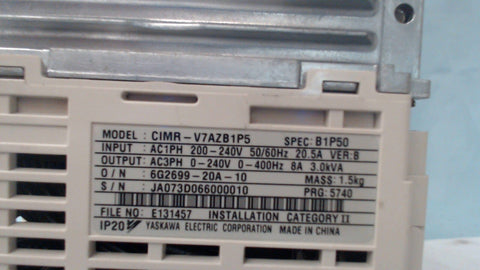 MODEL : CIMR-V7AZB1P5 SPEC: B1P50
INPUT : AC1PH 200-240V 50/60Hz 20.5A VER:B
OUTPUT: AC3PH 0-240V 0-400Hz 8A 3.0kVA
O / N : 6G2699-20A-10 MASS: 1.5kg
S / N : JA073D066000010 PRG: 5740
FILE NO: E131457 INSTALLATION CATEGORY II
IP20 YASKAWA ELECTRIC CORPORATION MADE IN CHINA